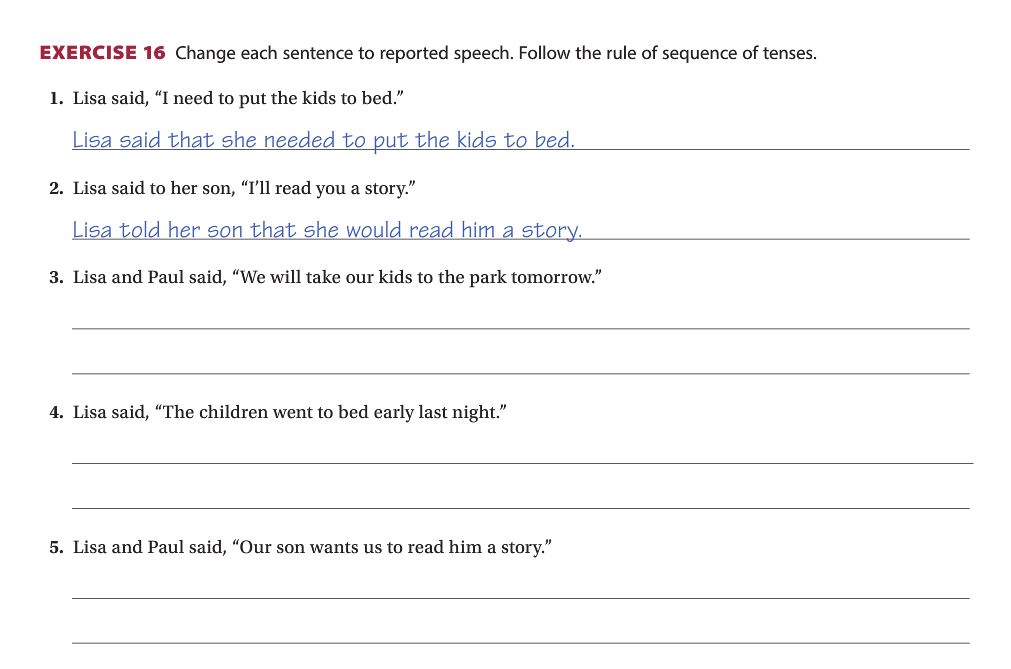 EXERCISE 16 Change each sentence to reported speech. Follow the rule of sequence of tenses.
1. Lisa said, “I need to put the kids to bed.”
Lisa said that she needed to put the kids to bed.
2. Lisa said to her son, “I’ll read you a story.”
Lisa told her son that she would read him a story.
3. Lisa and Paul said, “We will take our kids to the park tomorrow.”
4. Lisa said, “The children went to bed early last night.”
5. Lisa and Paul said, “Our son wants us to read him a story.”